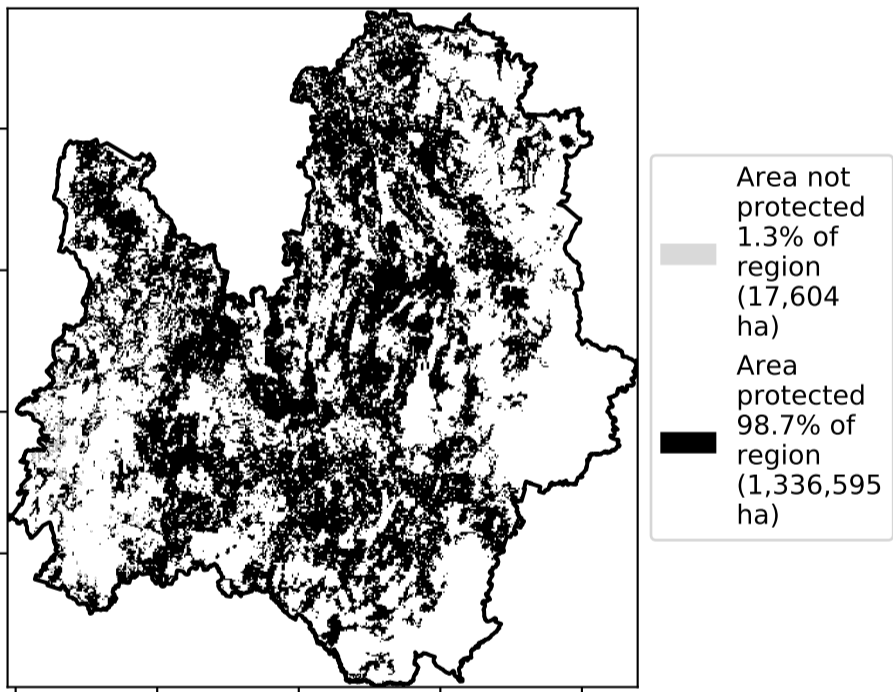 Area not
protected
1.3% of
region
(17,604
ha)
Area
protected
98.7% of
region
(1,336,595
ha)